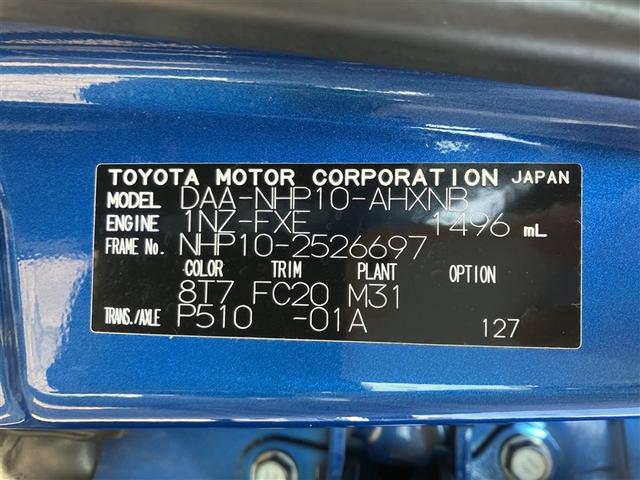 TOYOTA MOTOR CORPORATION JAPAN
MODEL DAA-NHP10-AHXNB
ENGINE 1NZ-FXE 1496 mL
FRAME No. NHP10-2526697
COLOR TRIM PLANT OPTION
8T7 FC20 M31
TRANS./AXLE P510 -01A 127